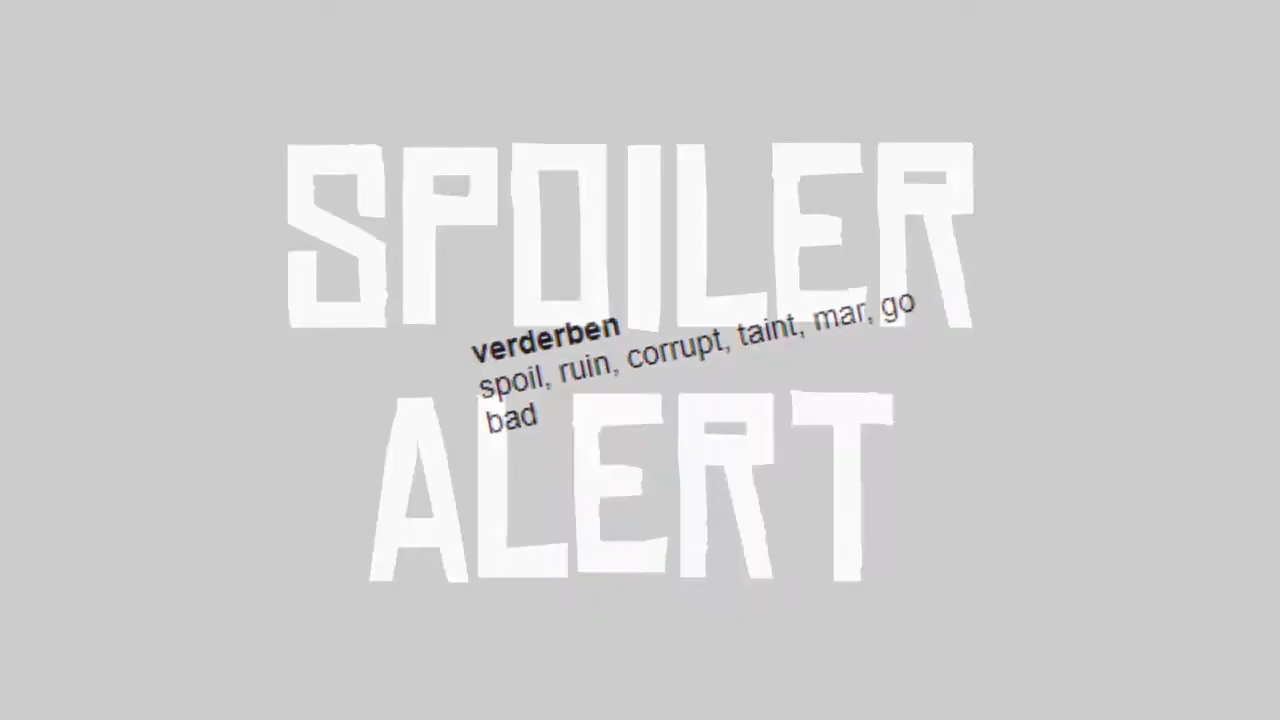 SPOILER
verderben
spoil, ruin, corrupt, taint, mar, go
bad
ALERT